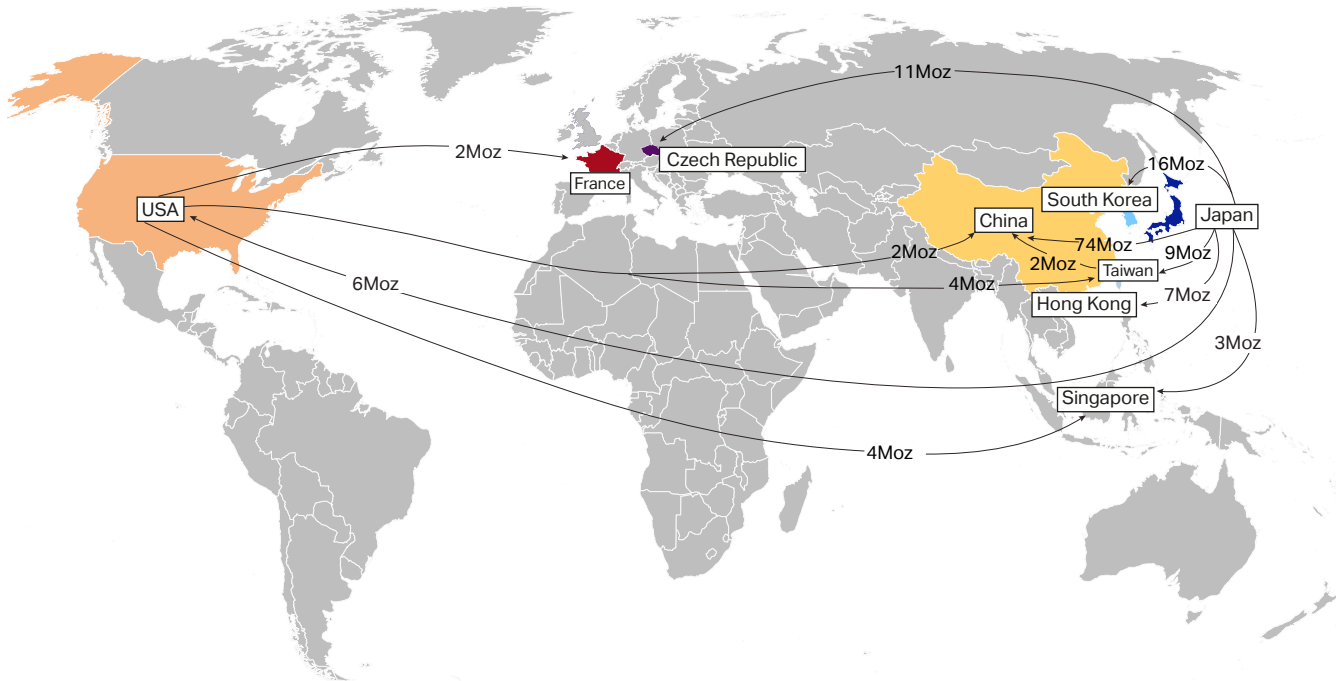 11Moz
2Moz
Czech Republic
16Moz
France
South Korea
USA
Japan
China
74Moz
2Moz
9Moz
2Moz
Taiwan
6Moz
4Moz
7Moz
Hong Kong
3Moz
Singapore
4Moz